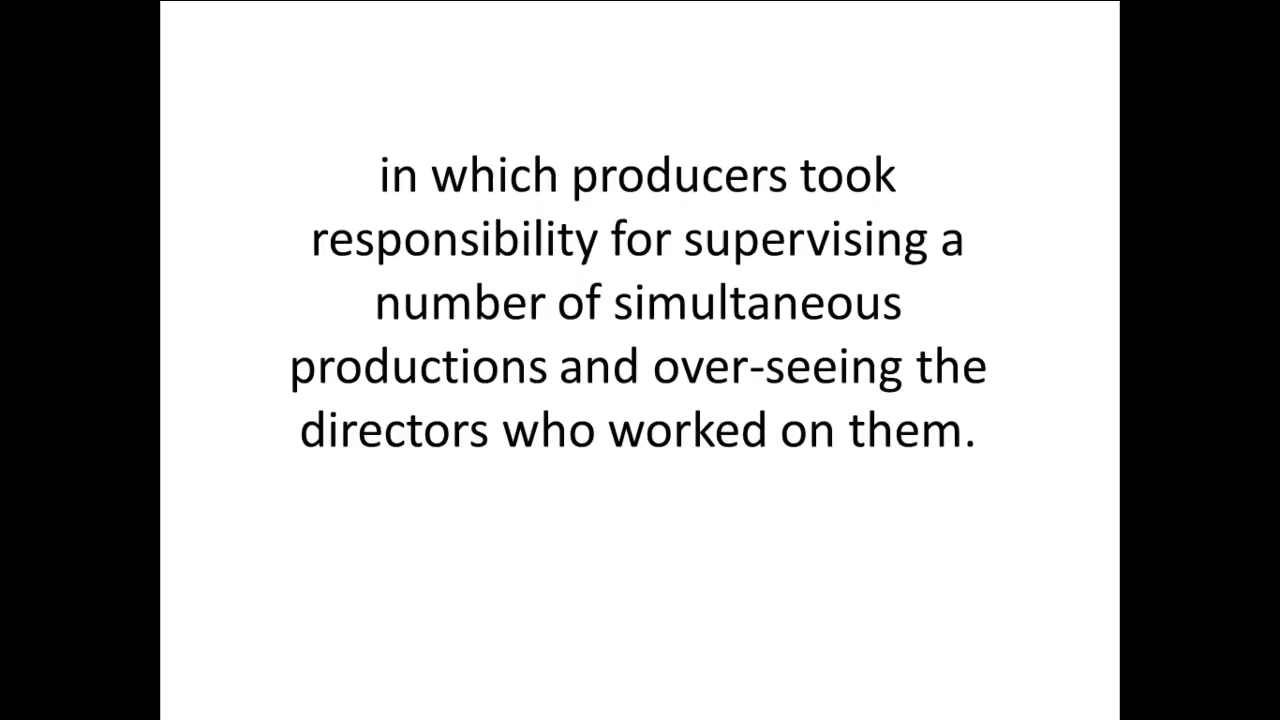 in which producers took
responsibility for supervising a
number of simultaneous
productions and over-seeing the
directors who worked on them.